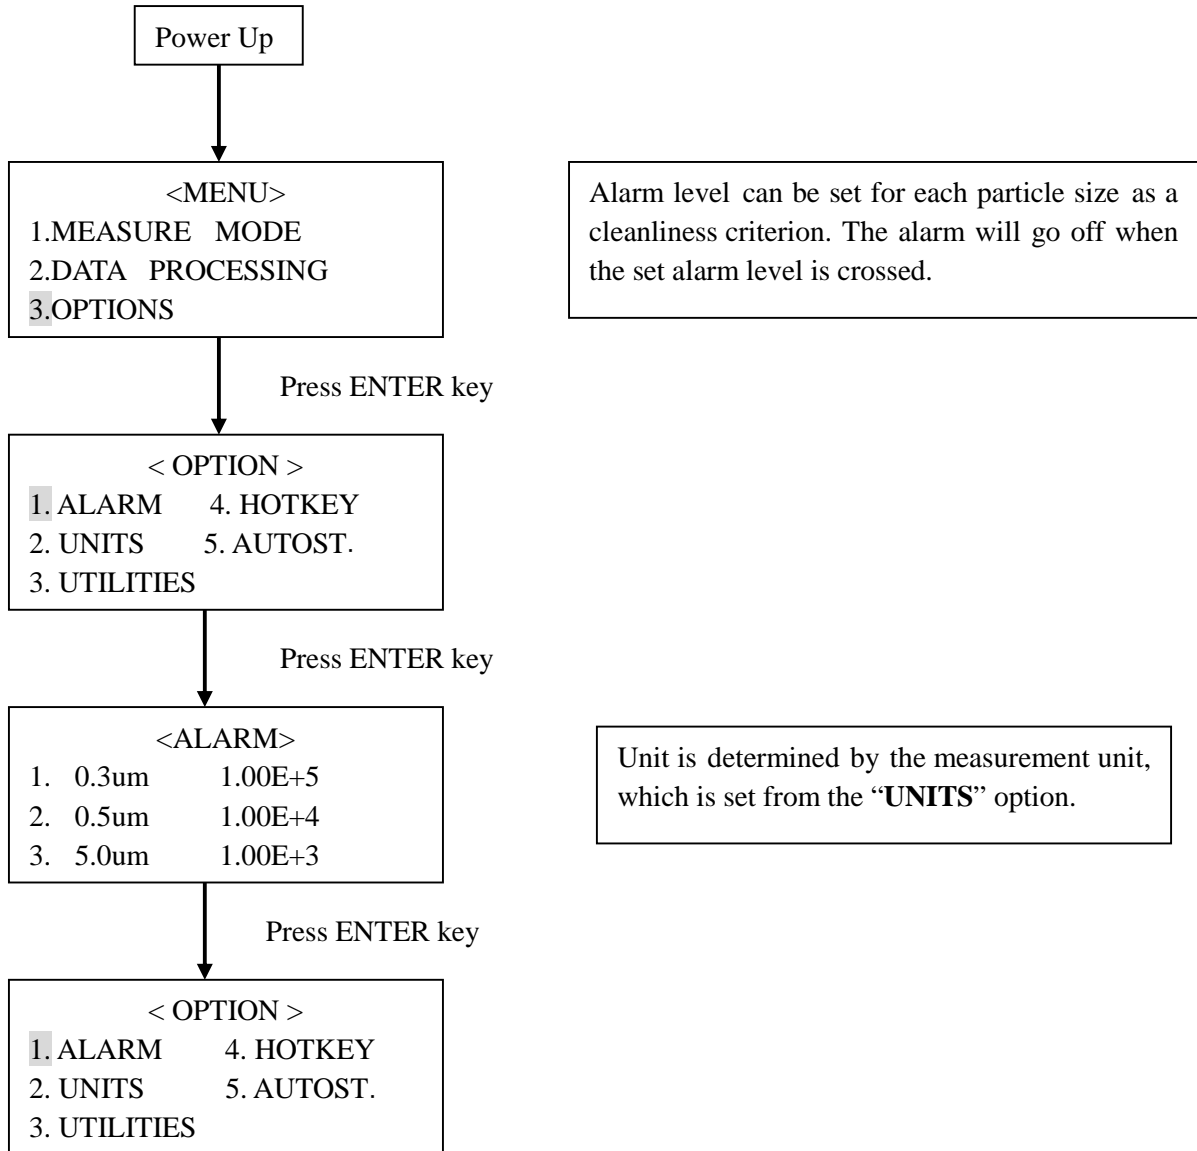 Power Up
<MENU>
1.MEASURE MODE
2.DATA PROCESSING
3.OPTIONS
Alarm level can be set for each particle size as a
cleanliness criterion. The alarm will go off when
the set alarm level is crossed.
Press ENTER key
< OPTION >
1. ALARM 4. HOTKEY
2. UNITS 5. AUTOST.
3. UTILITIES
Press ENTER key
<ALARM>
1. 0.3um 1.00E+5
2. 0.5um 1.00E+4
3. 5.0um 1.00E+3
Unit is determined by the measurement unit,
which is set from the “UNITS” option.
Press ENTER key
< OPTION >
1. ALARM 4. HOTKEY
2. UNITS 5. AUTOST.
3. UTILITIES